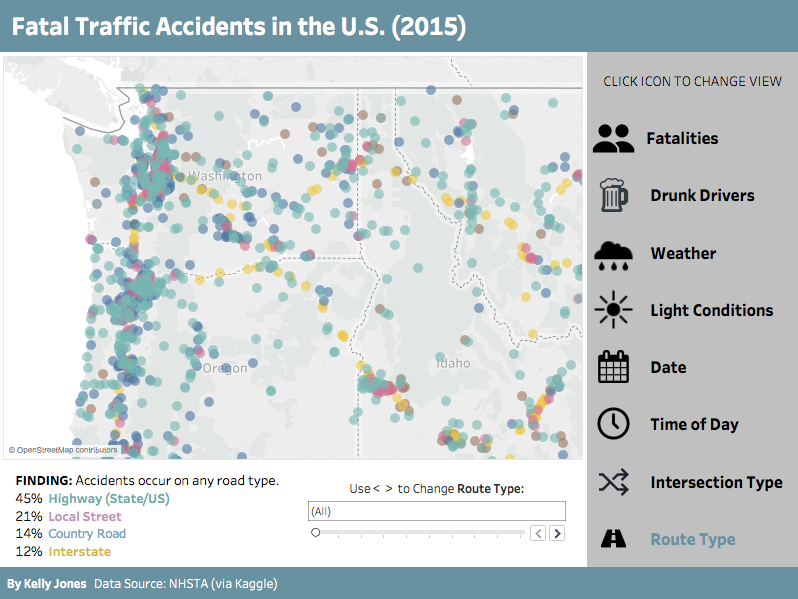 Fatal Traffic Accidents in the U.S. (2015)
CLICK ICON TO CHANGE VIEW
Fatalities
Drunk Drivers
Weather
Light Conditions
Date
Time of Day
Intersection Type
Route Type
Washington
Oregon
Idaho
© OpenStreetMap contributors
FINDING: Accidents occur on any road type.
45% Highway (State/US)
21% Local Street
14% Country Road
12% Interstate
Use < > to Change Route Type:
(All)
< >
By Kelly Jones Data Source: NHSTA (via Kaggle)